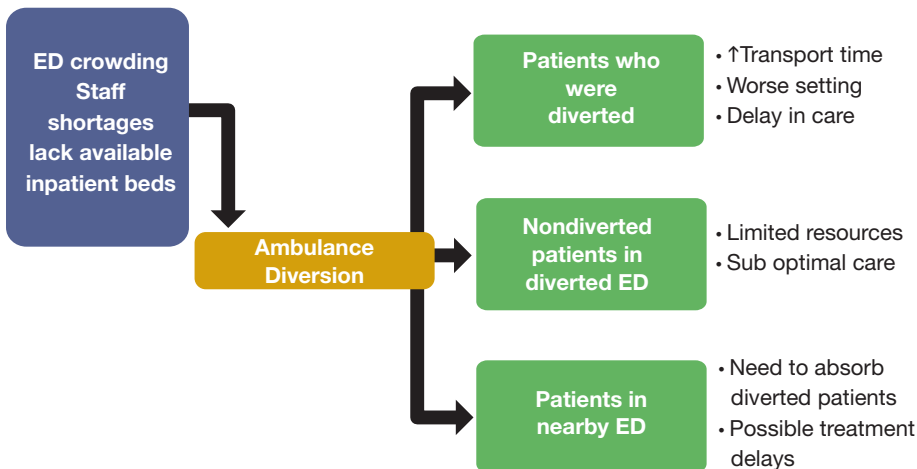 ED crowding
Staff
shortages
lack available
inpatient beds
Ambulance
Diversion
Patients who
were
diverted
• ↑Transport time
• Worse setting
• Delay in care
Nondiverted
patients in
diverted ED
• Limited resources
• Sub optimal care
Patients in
nearby ED
• Need to absorb
diverted patients
• Possible treatment
delays